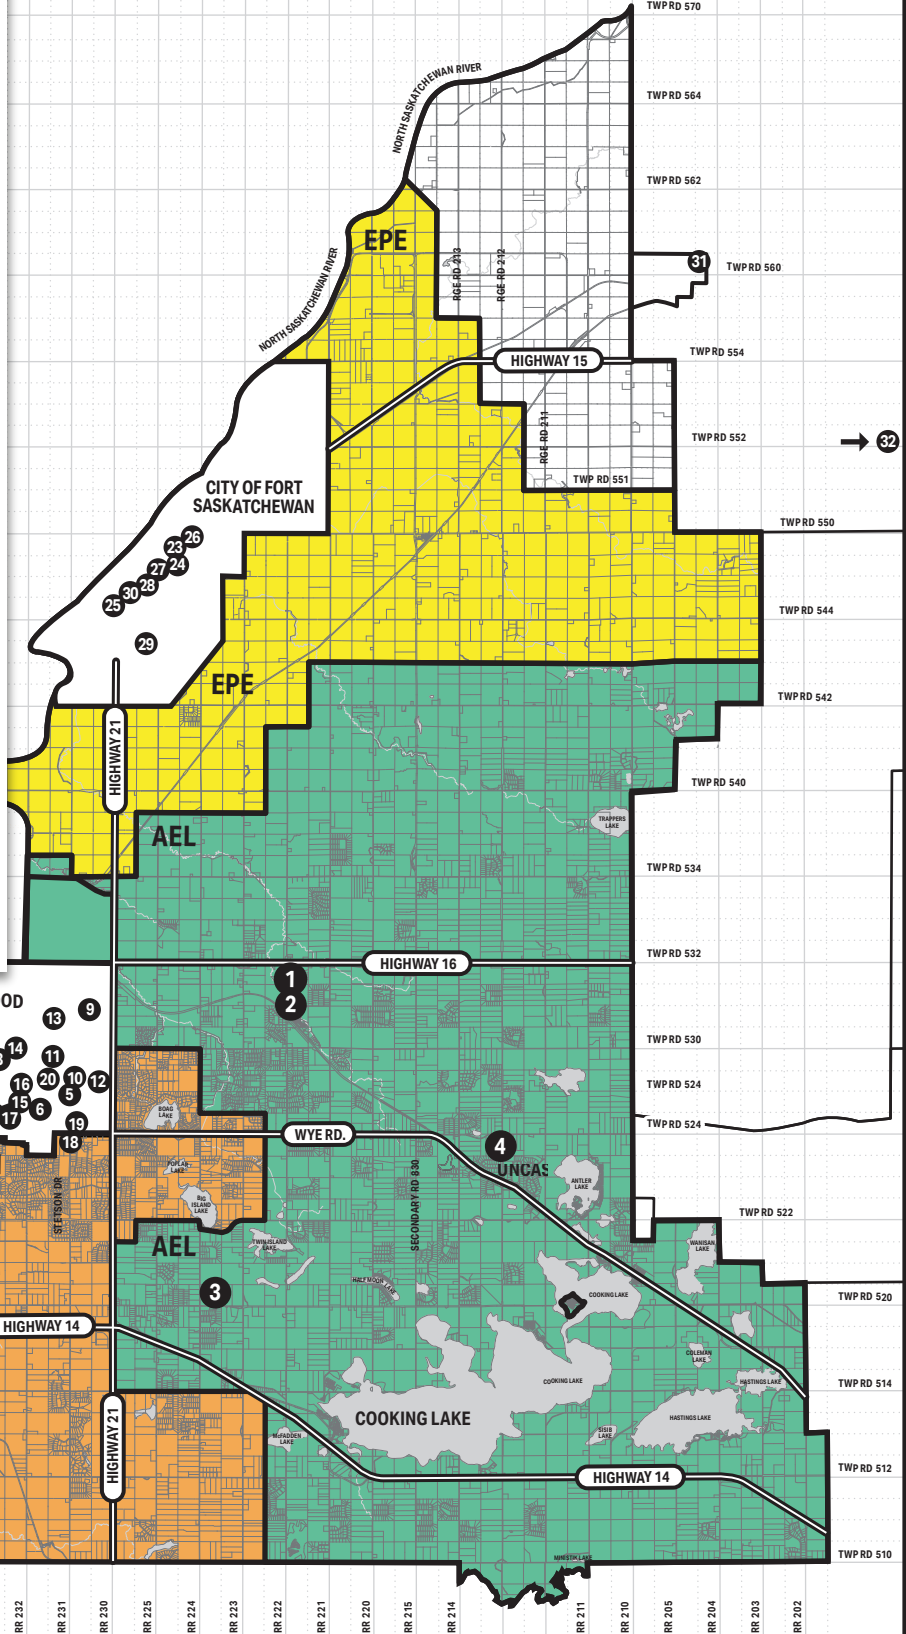 TWP RD 570
NORTH SASKATCHEWAN RIVER
TWP RD 564
TWP RD 562
EPE
RGE RD 213
RGE RD 212
31
TWP RD 560
NORTH SASKATCHEWAN RIVER
HIGHWAY 15
TWP RD 554
RGE RD 211
TWP RD 552
32
TWP RD 551
CITY OF FORT
SASKATCHEWAN
TWP RD 550
26
23
24
27
28
30
25
TWP RD 544
29
EPE
TWP RD 542
HIGHWAY 21
TWP RD 540
TRAPPERS
LAKE
AEL
TWP RD 534
HIGHWAY 16
TWP RD 532
1
2
OD
9
13
TWP RD 530
14
11
3
20
10
12
16
5
15
6
17
19
18
TWP RD 524
BOAG
LAKE
TWP RD 524
WYE RD.
4
UNCAS
POPLAR
LAKE
ANTLER
LAKE
STETSON DR
BIG
ISLAND
LAKE
SECONDARY RD 830
TWP RD 522
AEL
TWIN ISLAND
LAKE
WANISAN
LAKE
HALF MOON LAKE
3
COOKING LAKE
TWP RD 520
HIGHWAY 14
COLEMAN
LAKE
COOKING LAKE
HASTINGS LAKE
TWP RD 514
COOKING LAKE
HASTINGS LAKE
HIGHWAY 21
McFADDEN
LAKE
SISIB
LAKE
TWP RD 512
HIGHWAY 14
MINISTIK LAKE
TWP RD 510
RR 232
RR 231
RR 230
RR 225
RR 224
RR 223
RR 222
RR 221
RR 220
RR 215
RR 214
RR 211
RR 210
RR 205
RR 204
RR 203
RR 202